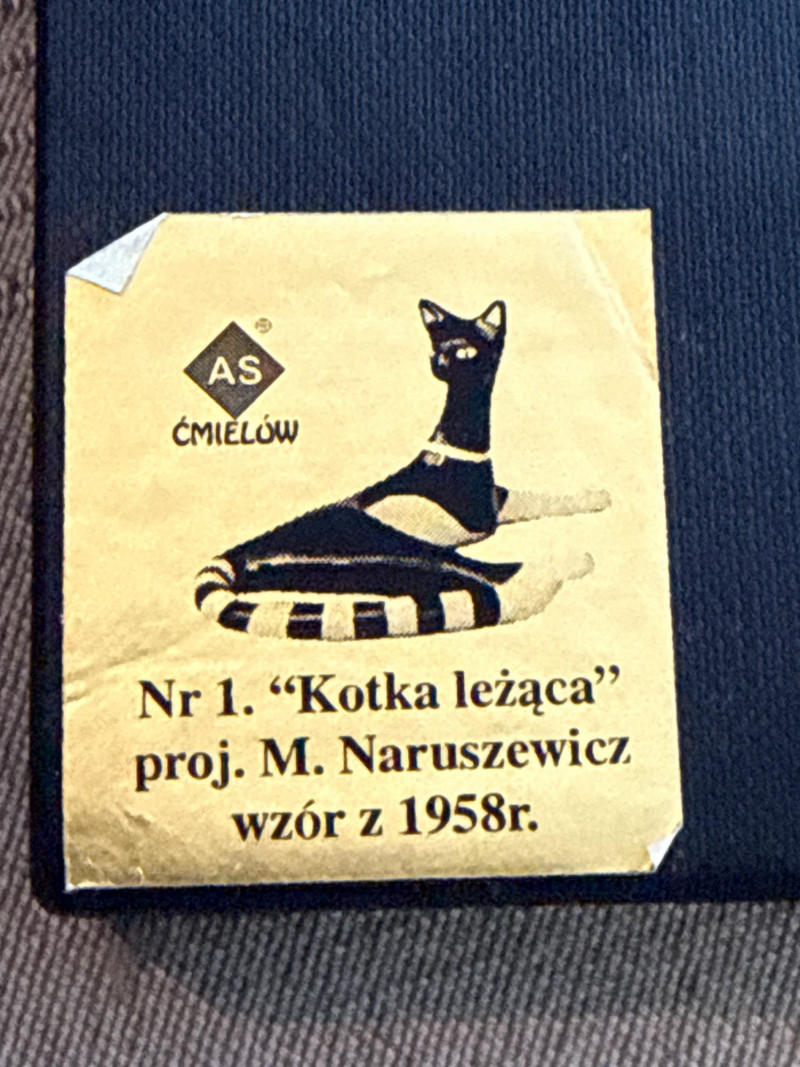 AS
®
ĆMIELÓW
Nr 1. “Kotka leżąca”
proj. M. Naruszewicz
wzór z 1958r.